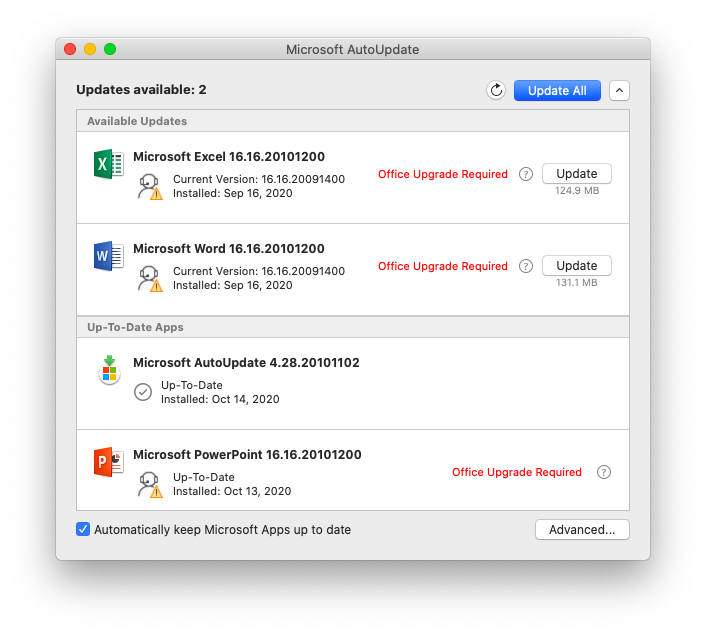 Microsoft AutoUpdate
Updates available: 2
Update All
Available Updates
Microsoft Excel 16.16.20101200
Current Version: 16.16.20091400
Installed: Sep 16, 2020
Office Upgrade Required
?
Update
124.9 MB
Microsoft Word 16.16.20101200
Current Version: 16.16.20091400
Installed: Sep 16, 2020
Office Upgrade Required
?
Update
131.1 MB
Up-To-Date Apps
Microsoft AutoUpdate 4.28.20101102
Up-To-Date
Installed: Oct 14, 2020
Microsoft PowerPoint 16.16.20101200
Up-To-Date
Installed: Oct 13, 2020
Office Upgrade Required
?
Automatically keep Microsoft Apps up to date
Advanced...